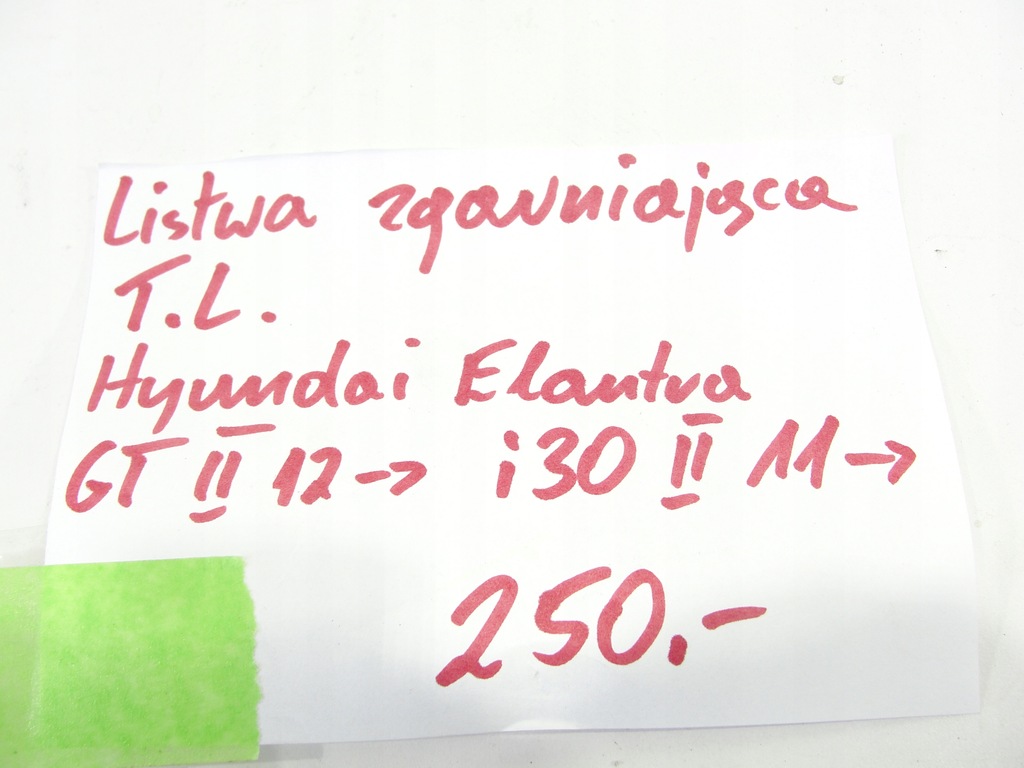 Listwa zgarniająca
T.L.
Hyundai Elantra
GT II 12→ i30 II 11→
250.-